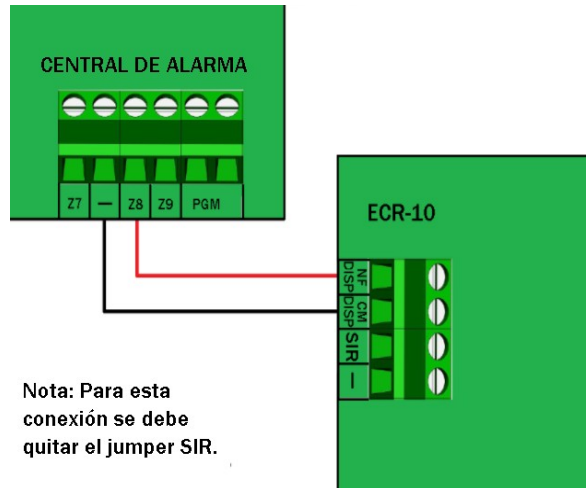 CENTRAL DE ALARMA
Z7 — Z8 Z9 PGM
ECR-10
NF DISP
CM DISP
SIR
—
Nota: Para esta
conexión se debe
quitar el jumper SIR.